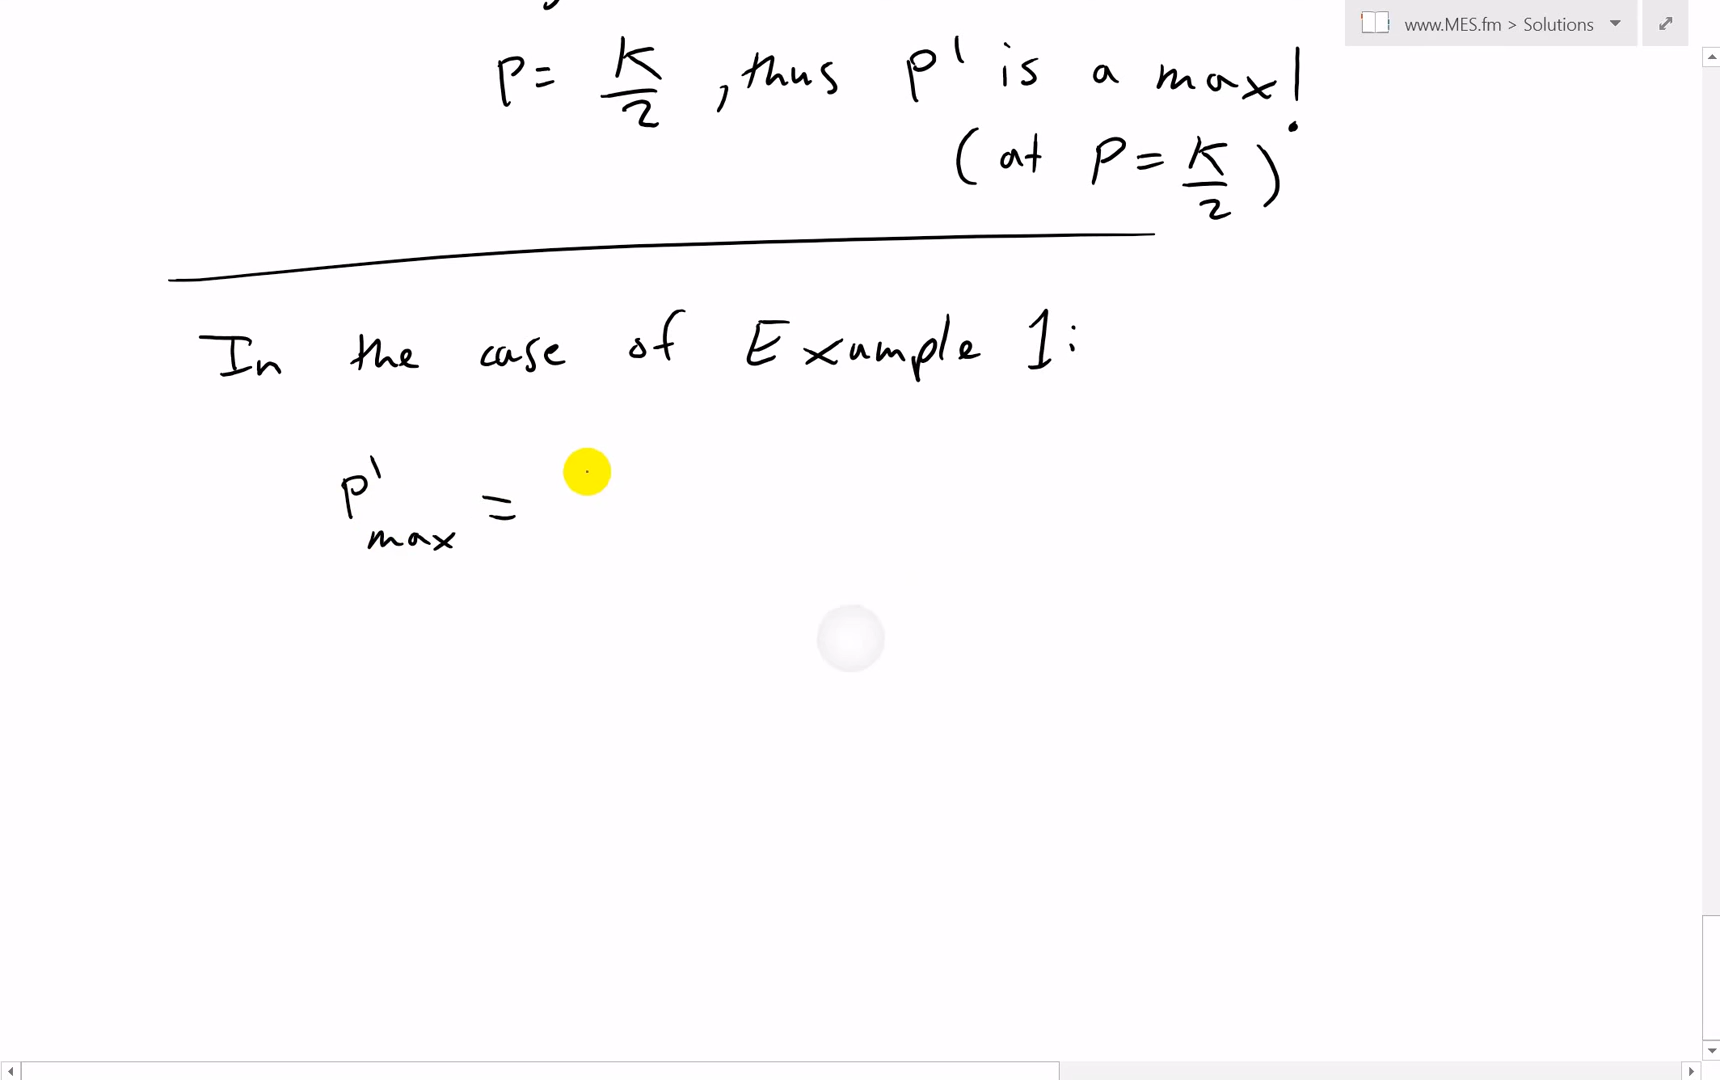 www.MES.fm > Solutions
P = K/2 , thus P' is a max!
(at P = K/2)
In the case of Example 1:
P'max =